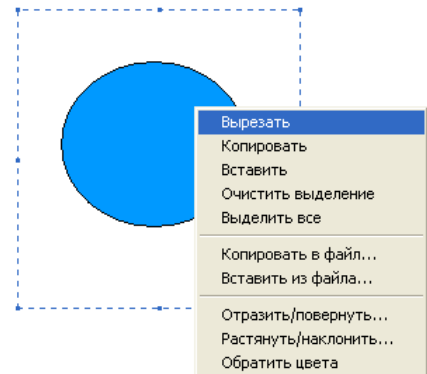 Вырезать
Копировать
Вставить
Очистить выделение
Выделить все
Копировать в файл...
Вставить из файла...
Отразить/повернуть...
Растянуть/наклонить...
Обратить цвета